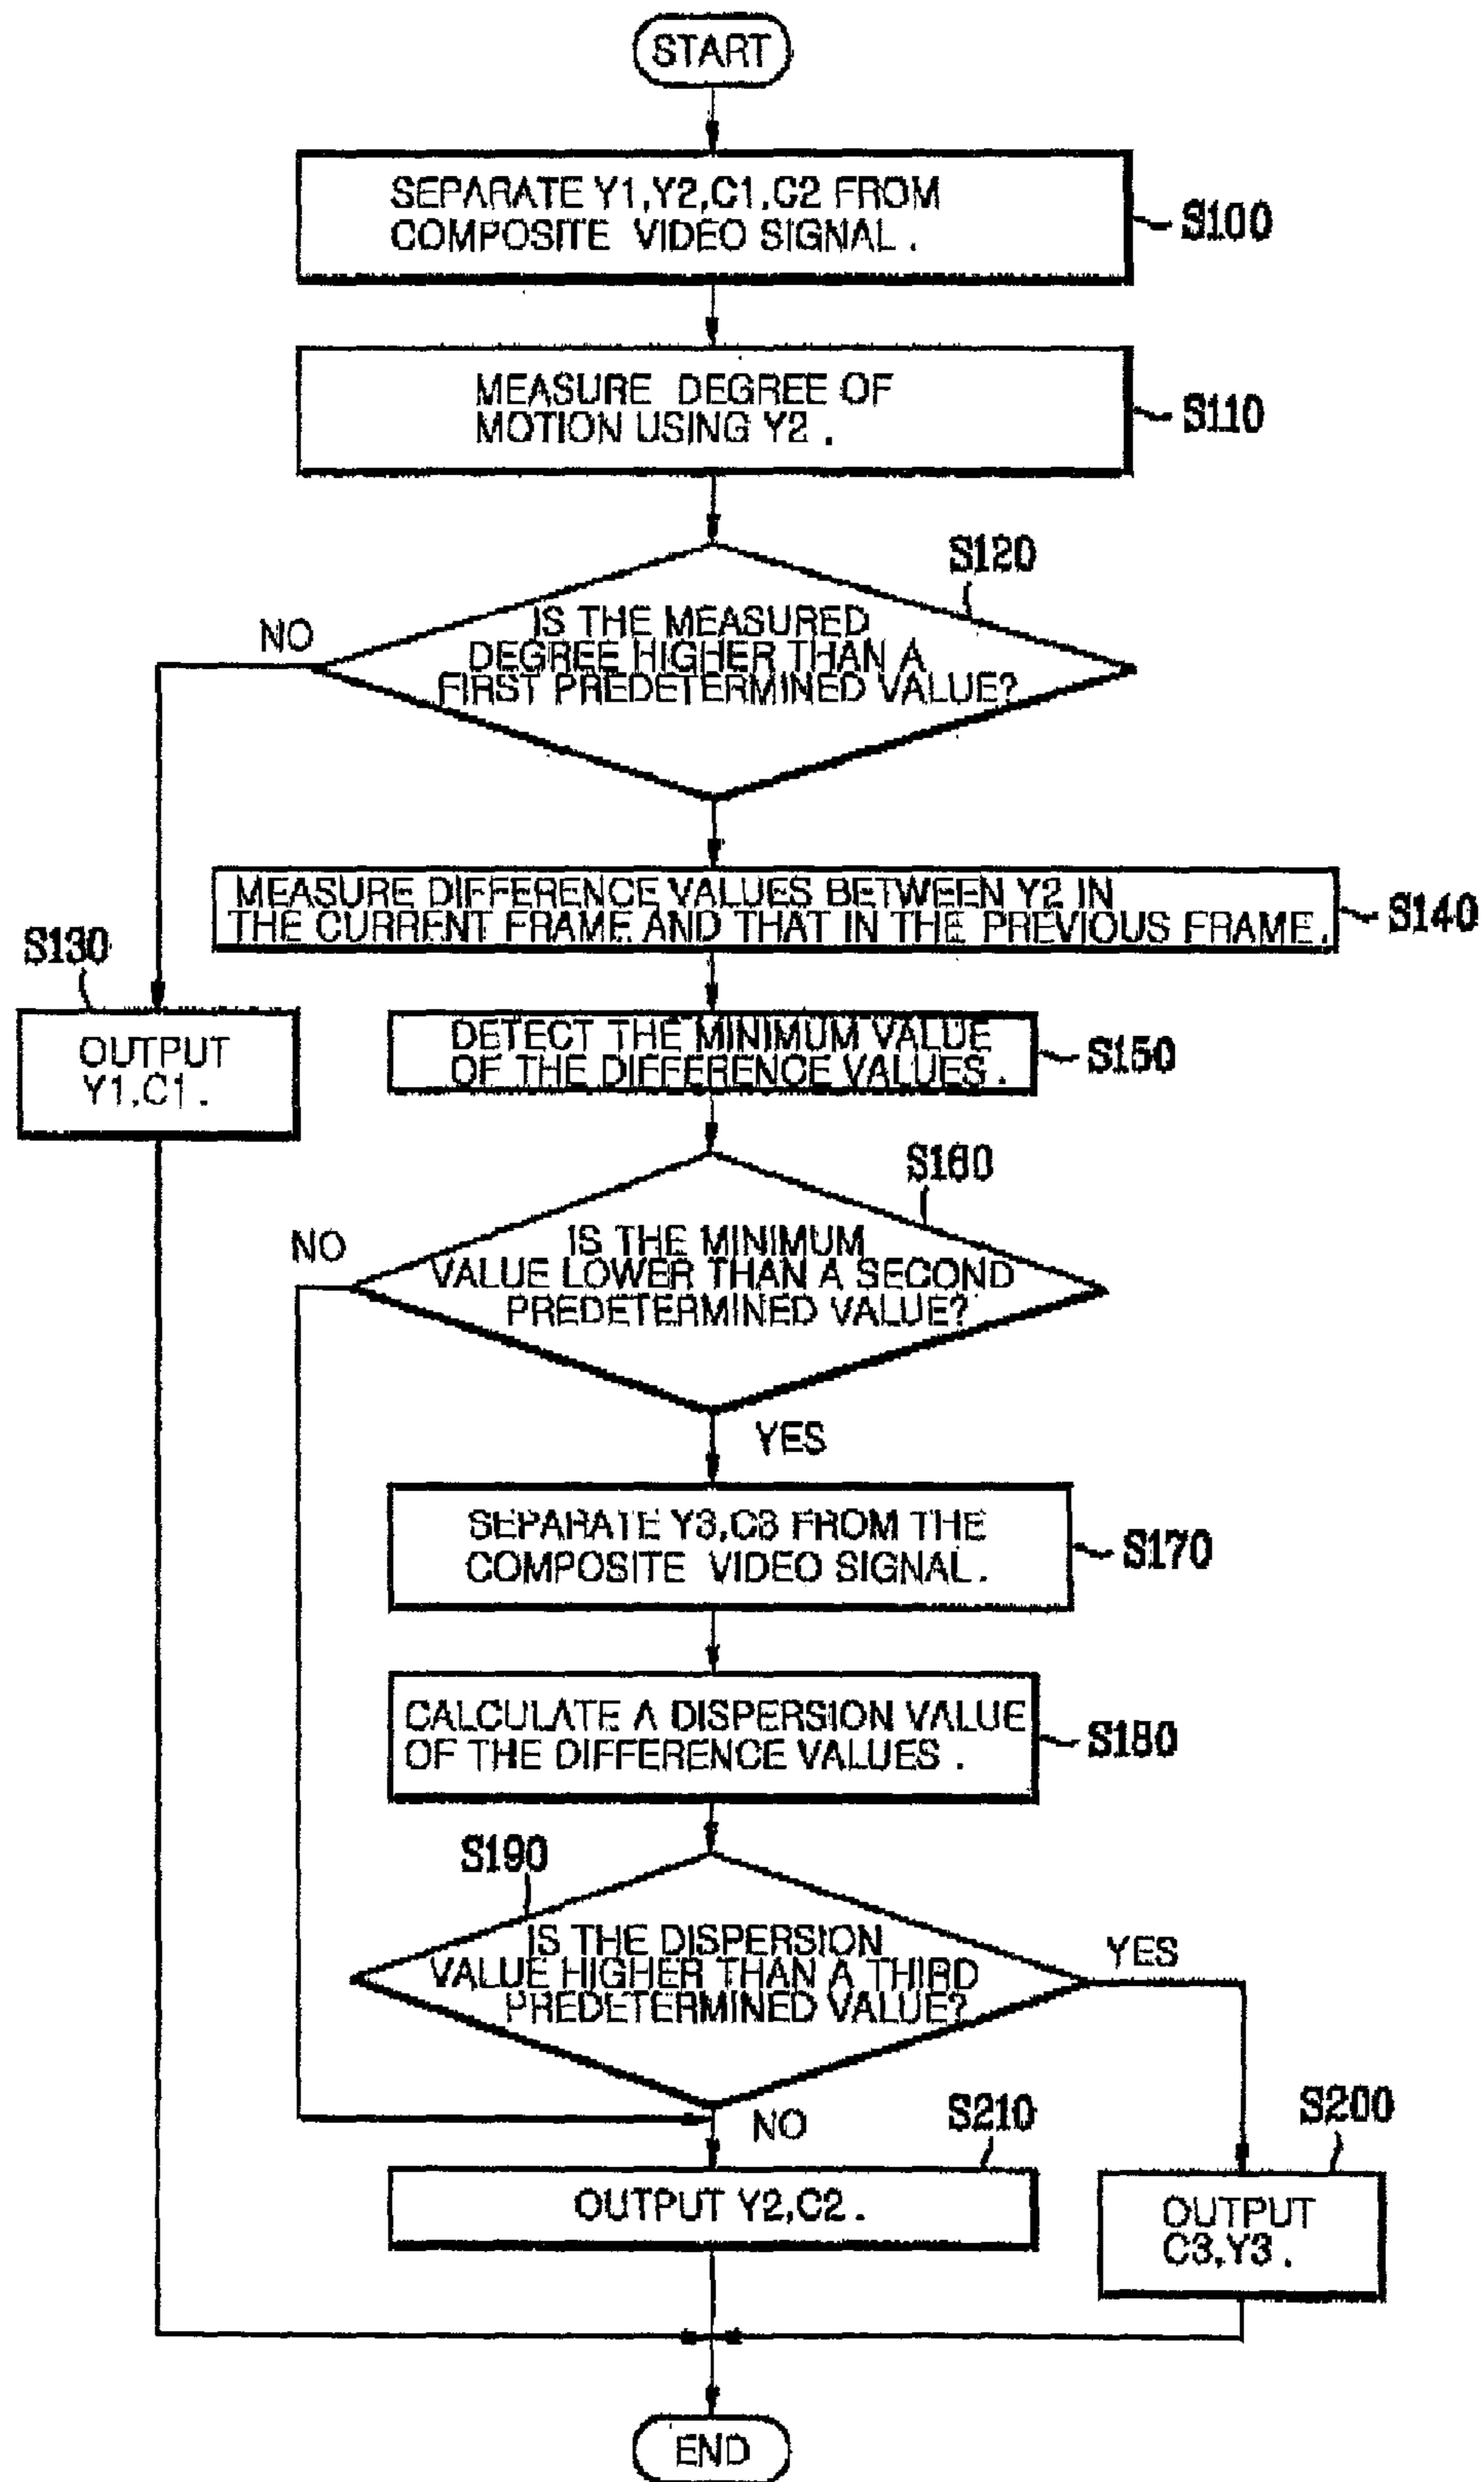 START
SEPARATE Y1,Y2,C1,C2 FROM
COMPOSITE VIDEO SIGNAL.
S100
MEASURE DEGREE OF
MOTION USING Y2.
S110
S120
IS THE MEASURED
DEGREE HIGHER THAN A
FIRST PREDETERMINED VALUE?
NO
MEASURE DIFFERENCE VALUES BETWEEN Y2 IN
THE CURRENT FRAME AND THAT IN THE PREVIOUS FRAME.
S140
S130
OUTPUT
Y1,C1.
DETECT THE MINIMUM VALUE
OF THE DIFFERENCE VALUES.
S150
S160
NO
IS THE MINIMUM
VALUE LOWER THAN A SECOND
PREDETERMINED VALUE?
YES
SEPARATE Y3,C3 FROM THE
COMPOSITE VIDEO SIGNAL.
S170
CALCULATE A DISPERSION VALUE
OF THE DIFFERENCE VALUES.
S180
S190
IS THE DISPERSION
VALUE HIGHER THAN A THIRD
PREDETERMINED VALUE?
YES
NO
S210
S200
OUTPUT Y2,C2.
OUTPUT
C3,Y3.
END